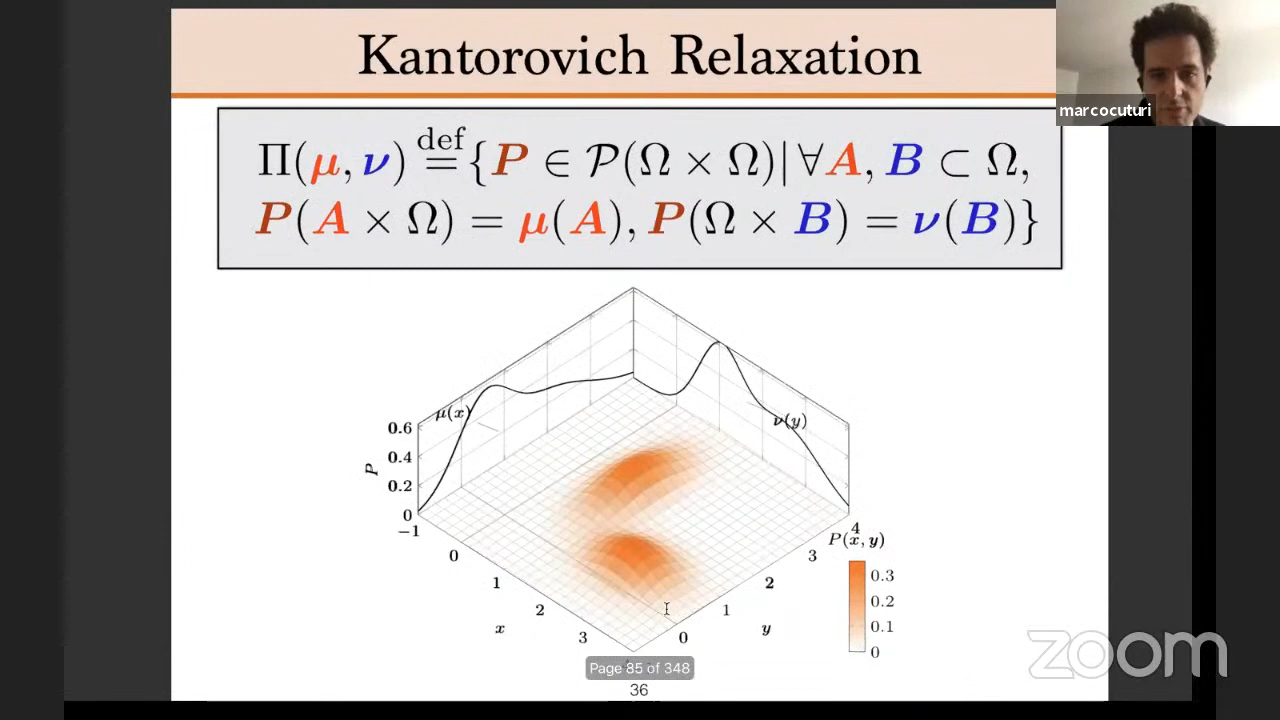 Kantorovich Relaxation
marcocuturi
Π(μ, ν) def= {P ∈ 𝒫(Ω × Ω)| ∀A, B ⊂ Ω,
P(A × Ω) = μ(A), P(Ω × B) = ν(B)}
μ(x)
ν(y)
0.6
0.4
0.2
0
P
−1
0
1
2
3
x
0
1
2
3
4
y
P(x, y)
0.3
0.2
0.1
0
zoom
Page 85 of 348
36